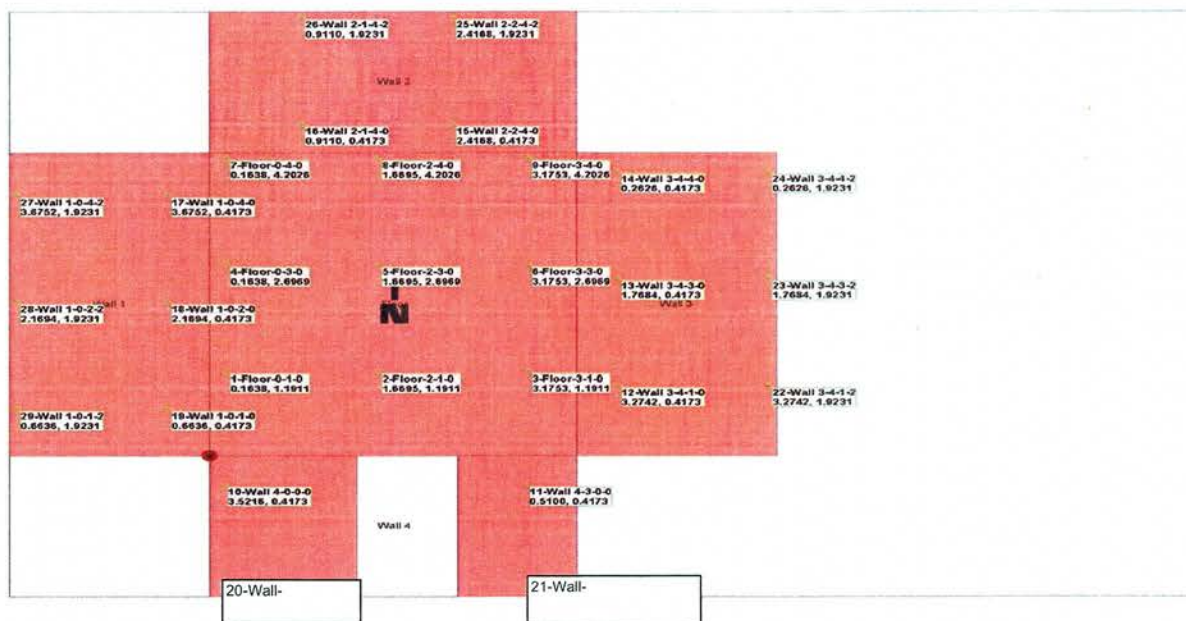 26-Wall 2-1-4-2
0.9110, 1.9231
25-Wall 2-2-4-2
2.4168, 1.9231
Wall 2
16-Wall 2-1-4-0
0.9110, 0.4173
15-Wall 2-2-4-0
2.4168, 0.4173
7-Floor-0-4-0
0.1638, 4.2026
8-Floor-2-4-0
1.6695, 4.2026
9-Floor-3-4-0
3.1753, 4.2026
14-Wall 3-4-4-0
0.2626, 0.4173
24-Wall 3-4-4-2
0.2626, 1.9231
27-Wall 1-0-4-2
3.6752, 1.9231
17-Wall 1-0-4-0
3.6752, 0.4173
4-Floor-0-3-0
0.1638, 2.6969
5-Floor-2-3-0
1.6695, 2.6969
6-Floor-3-3-0
3.1753, 2.6969
13-Wall 3-4-3-0
1.7684, 0.4173
23-Wall 3-4-3-2
1.7684, 1.9231
Wall 1
28-Wall 1-0-2-2
2.1694, 1.9231
18-Wall 1-0-2-0
2.1694, 0.4173
N
Wall 3
1-Floor-0-1-0
0.1638, 1.1911
2-Floor-2-1-0
1.6695, 1.1911
3-Floor-3-1-0
3.1753, 1.1911
12-Wall 3-4-1-0
3.2742, 0.4173
22-Wall 3-4-1-2
3.2742, 1.9231
29-Wall 1-0-1-2
0.6636, 1.9231
19-Wall 1-0-1-0
0.6636, 0.4173
10-Wall 4-0-0-0
3.5216, 0.4173
11-Wall 4-3-0-0
0.5100, 0.4173
Wall 4
20-Wall-
21-Wall-